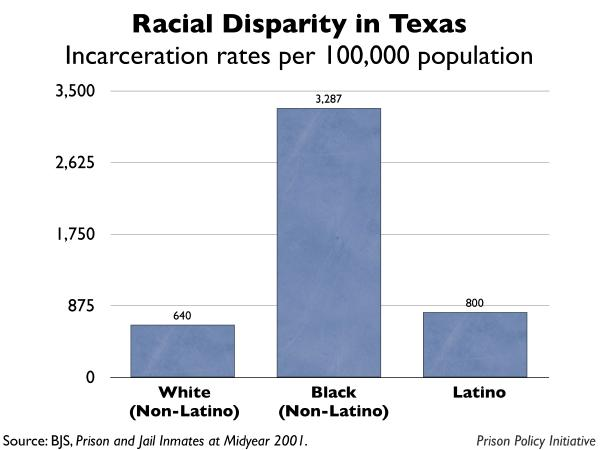 Racial Disparity in Texas
Incarceration rates per 100,000 population
3,500
3,287
2,625
1,750
875
800
640
0
White
(Non-Latino)
Black
(Non-Latino)
Latino
Source: BJS, Prison and Jail Inmates at Midyear 2001.
Prison Policy Initiative